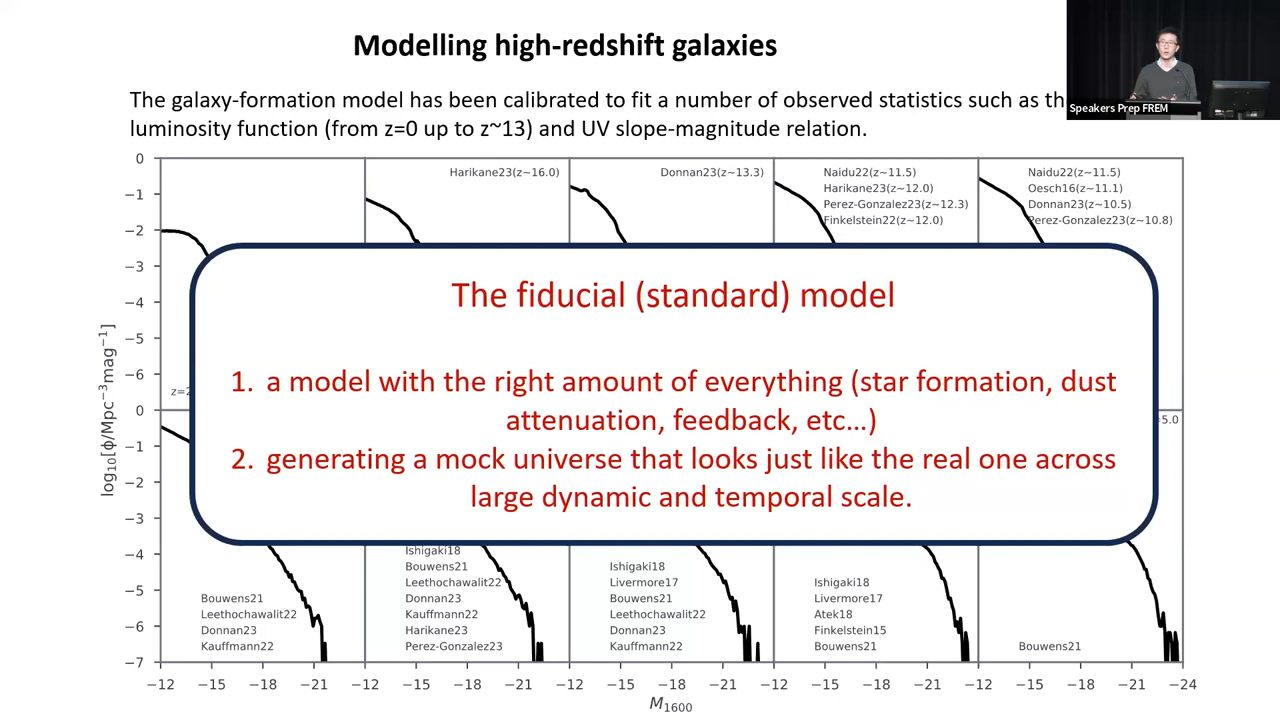 Modelling high-redshift galaxies
Speakers Prep FREM
The galaxy-formation model has been calibrated to fit a number of observed statistics such as
luminosity function (from z=0 up to z~13) and UV slope-magnitude relation.
0
−1
−2
−3
−4
−5
−6
0
−1
−2
−3
−4
−5
−6
−7
log10[ϕ/Mpc−3mag−1]
Harikane23(z~16.0)
Donnan23(z~13.3)
Naidu22(z~11.5)
Harikane23(z~12.0)
Perez-Gonzalez23(z~12.3)
Finkelstein22(z~12.0)
Naidu22(z~11.5)
Oesch16(z~11.1)
Donnan23(z~10.5)
Perez-Gonzalez23(z~10.8)
The fiducial (standard) model
1. a model with the right amount of everything (star formation, dust
attenuation, feedback, etc...)
2. generating a mock universe that looks just like the real one across
large dynamic and temporal scale.
Bouwens21
Leethochawalit22
Donnan23
Kauffmann22
Ishigaki18
Bouwens21
Leethochawalit22
Donnan23
Kauffmann22
Harikane23
Perez-Gonzalez23
Ishigaki18
Livermore17
Bouwens21
Leethochawalit22
Donnan23
Kauffmann22
Ishigaki18
Livermore17
Atek18
Finkelstein15
Bouwens21
Bouwens21
−12 −15 −18 −21 −12 −15 −18 −21 −12 −15 −18 −21 −12 −15 −18 −21 −12 −15 −18 −21 −24
M1600